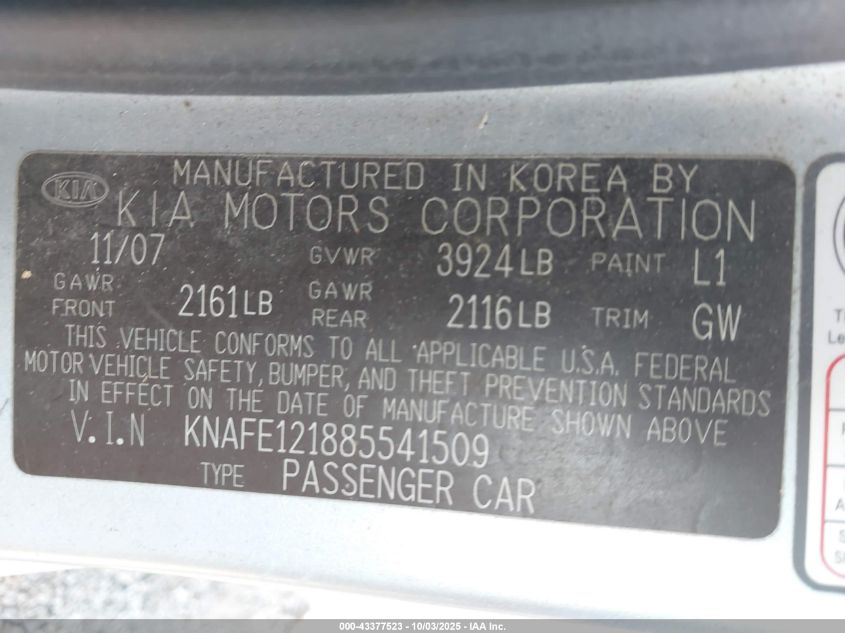 MANUFACTURED IN KOREA BY
KIA KIA MOTORS CORPORATION
11/07 GVWR 3924LB PAINT L1
GAWR FRONT 2161LB GAWR REAR 2116LB TRIM GW
THIS VEHICLE CONFORMS TO ALL APPLICABLE U.S.A. FEDERAL
MOTOR VEHICLE SAFETY, BUMPER, AND THEFT PREVENTION STANDARDS
IN EFFECT ON THE DATE OF MANUFACTURE SHOWN ABOVE
V.I.N KNAFE121885541509
TYPE PASSENGER CAR
000-43377523 - 10/03/2025 - IAA Inc.